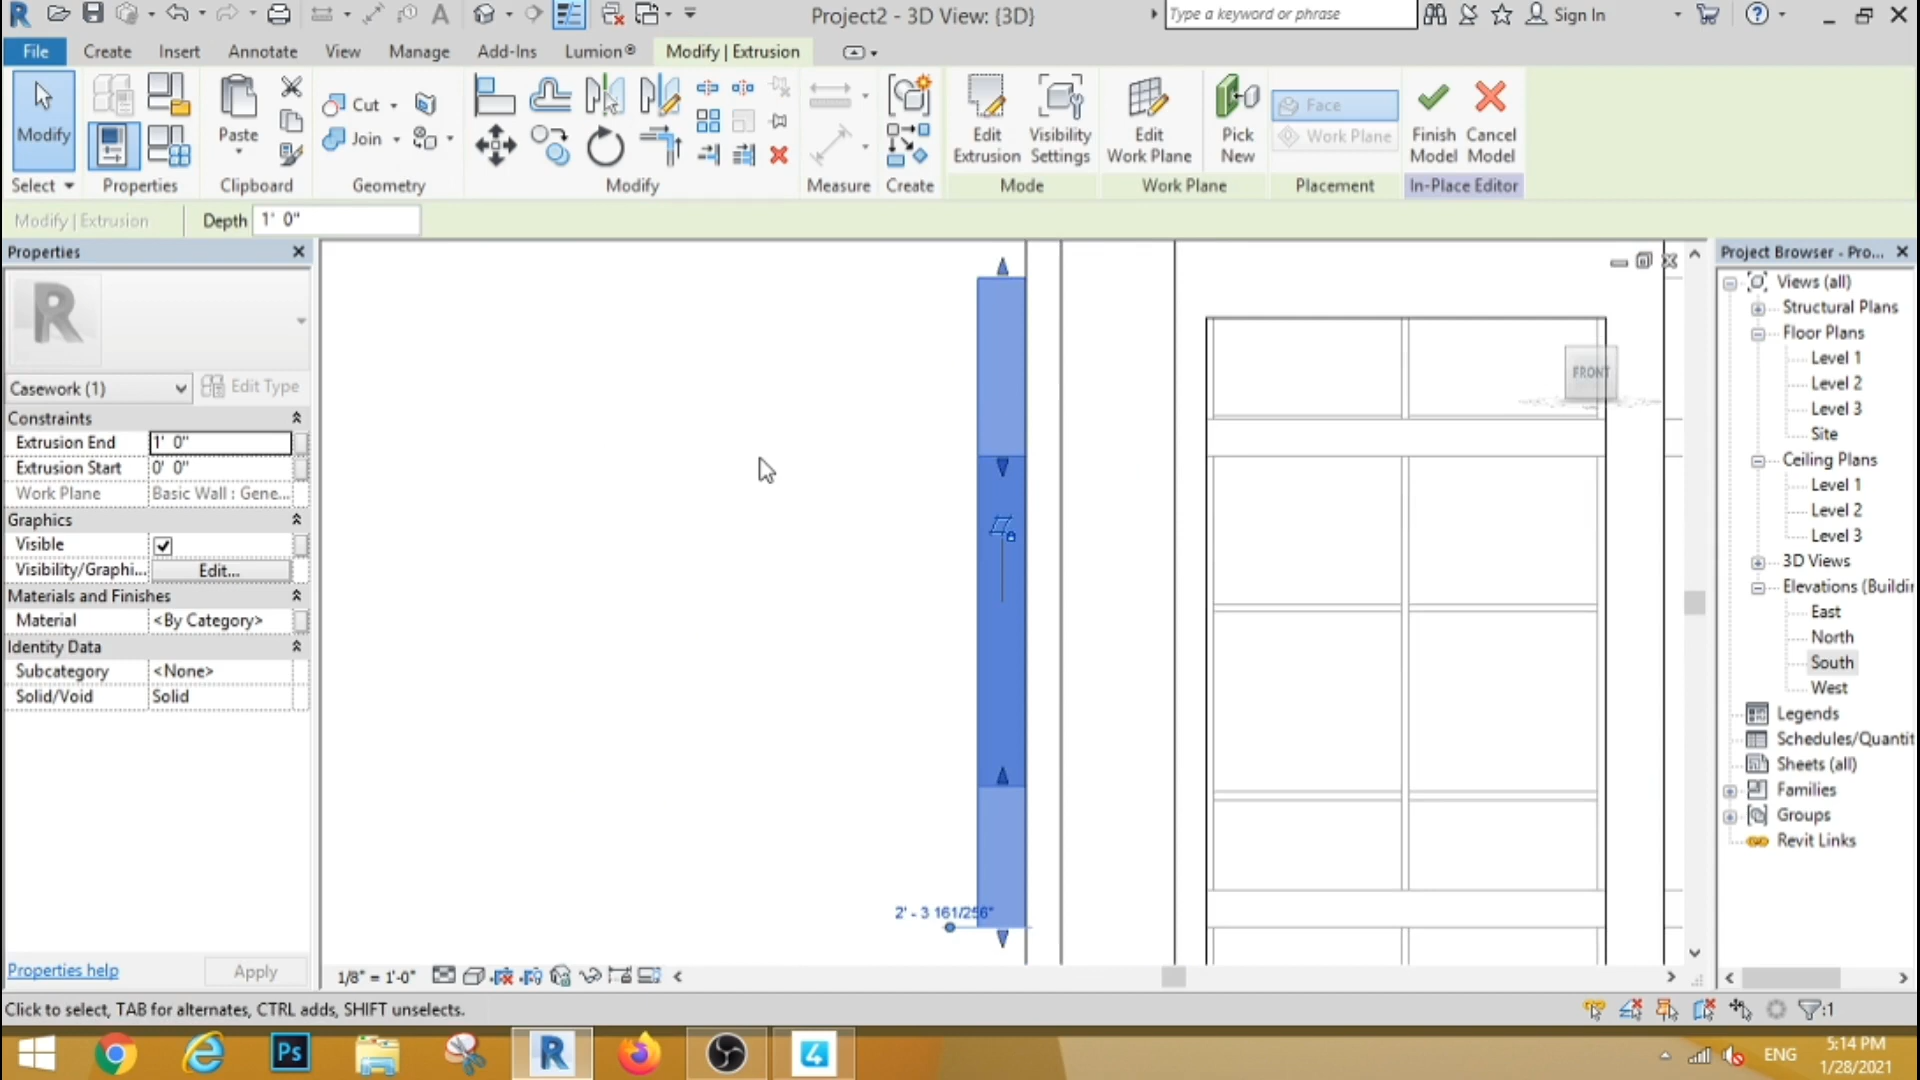 Project2 - 3D View: {3D}
Type a keyword or phrase
Sign In
File
Create
Insert
Annotate
View
Manage
Add-Ins
Lumion®
Modify | Extrusion
Modify
Select
Properties
Paste
Clipboard
Cut
Join
Geometry
Modify
Measure
Create
Edit Extrusion
Visibility Settings
Mode
Edit Work Plane
Pick New
Work Plane
Face
Work Plane
Placement
Finish Model
Cancel Model
In-Place Editor
Modify | Extrusion
Depth 1' 0"
Properties
Casework (1)
Edit Type
Constraints
Extrusion End 1' 0"
Extrusion Start 0' 0"
Work Plane Basic Wall : Gene...
Graphics
Visible
Visibility/Graphi... Edit...
Materials and Finishes
Material <By Category>
Identity Data
Subcategory <None>
Solid/Void Solid
Properties help
Apply
FRONT
2' - 3 161/256"
1/8" = 1'-0"
Project Browser - Pro...
Views (all)
Structural Plans
Floor Plans
Level 1
Level 2
Level 3
Site
Ceiling Plans
Level 1
Level 2
Level 3
3D Views
Elevations (Buildin
East
North
South
West
Legends
Schedules/Quantit
Sheets (all)
Families
Groups
Revit Links
Click to select, TAB for alternates, CTRL adds, SHIFT unselects.
:1
Ps
R
4
ENG
5:14 PM
1/28/2021